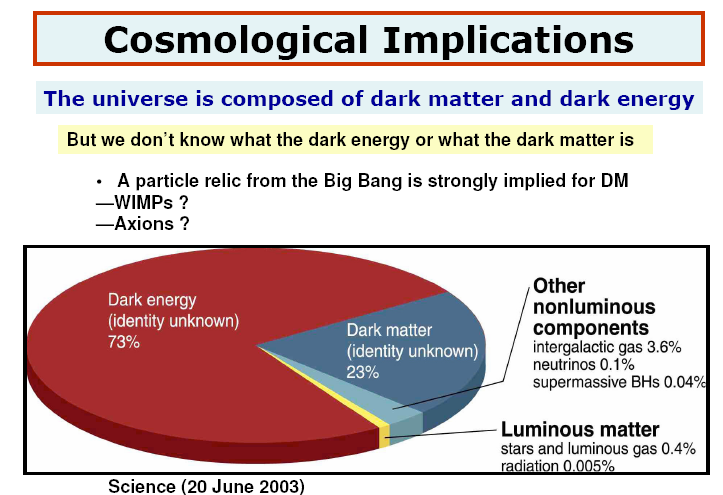 Cosmological Implications
The universe is composed of dark matter and dark energy
But we don't know what the dark energy or what the dark matter is
• A particle relic from the Big Bang is strongly implied for DM
—WIMPs ?
—Axions ?
Dark energy
(identity unknown)
73%
Dark matter
(identity unknown)
23%
Other
nonluminous
components
intergalactic gas 3.6%
neutrinos 0.1%
supermassive BHs 0.04%
Luminous matter
stars and luminous gas 0.4%
radiation 0.005%
Science (20 June 2003)